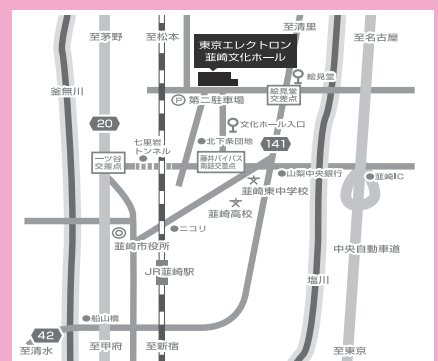 至清里
至茅野
至松本
至名古屋
東京エレクトロン
韮崎文化ホール
釜無川
絵見堂
P 第二駐車場
絵見堂
交差点
20
文化ホール入口
七里岩
トンネル
北下条団地
141
一ツ谷
交差点
藤井バイパス
南詰交差点
山梨中央銀行
韮崎IC
韮崎東中学校
韮崎高校
ニコリ
韮崎市役所
中央自動車道
JR韮崎駅
塩川
船山橋
42
至清水
至甲府
至新宿
至東京